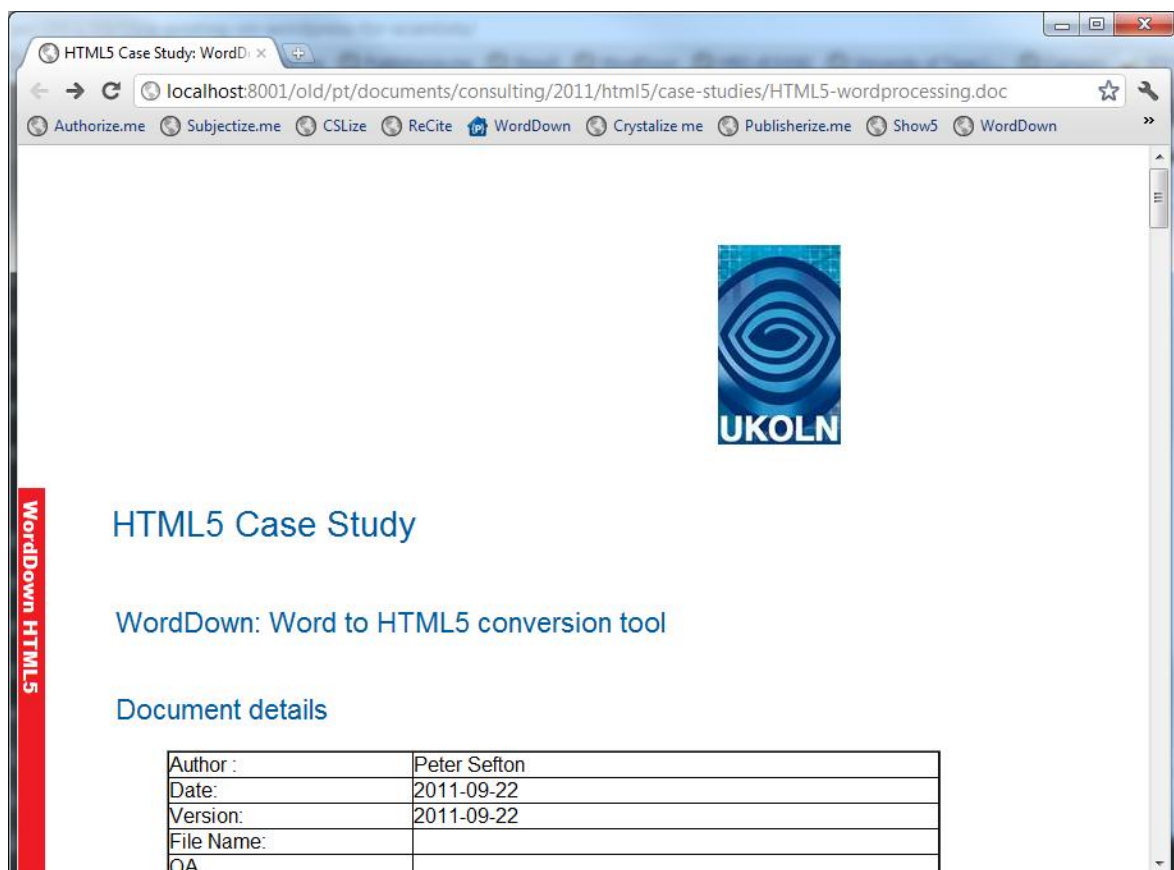 HTML5 Case Study: WordD
localhost:8001/old/pt/documents/consulting/2011/html5/case-studies/HTML5-wordprocessing.doc
Authorize.me Subjectize.me CSLize ReCite WordDown Crystalize me Publisherize.me Show5 WordDown »
UKOLN
WordDown HTML5
HTML5 Case Study
WordDown: Word to HTML5 conversion tool
Document details
Author : Peter Sefton
Date: 2011-09-22
Version: 2011-09-22
File Name:
QA